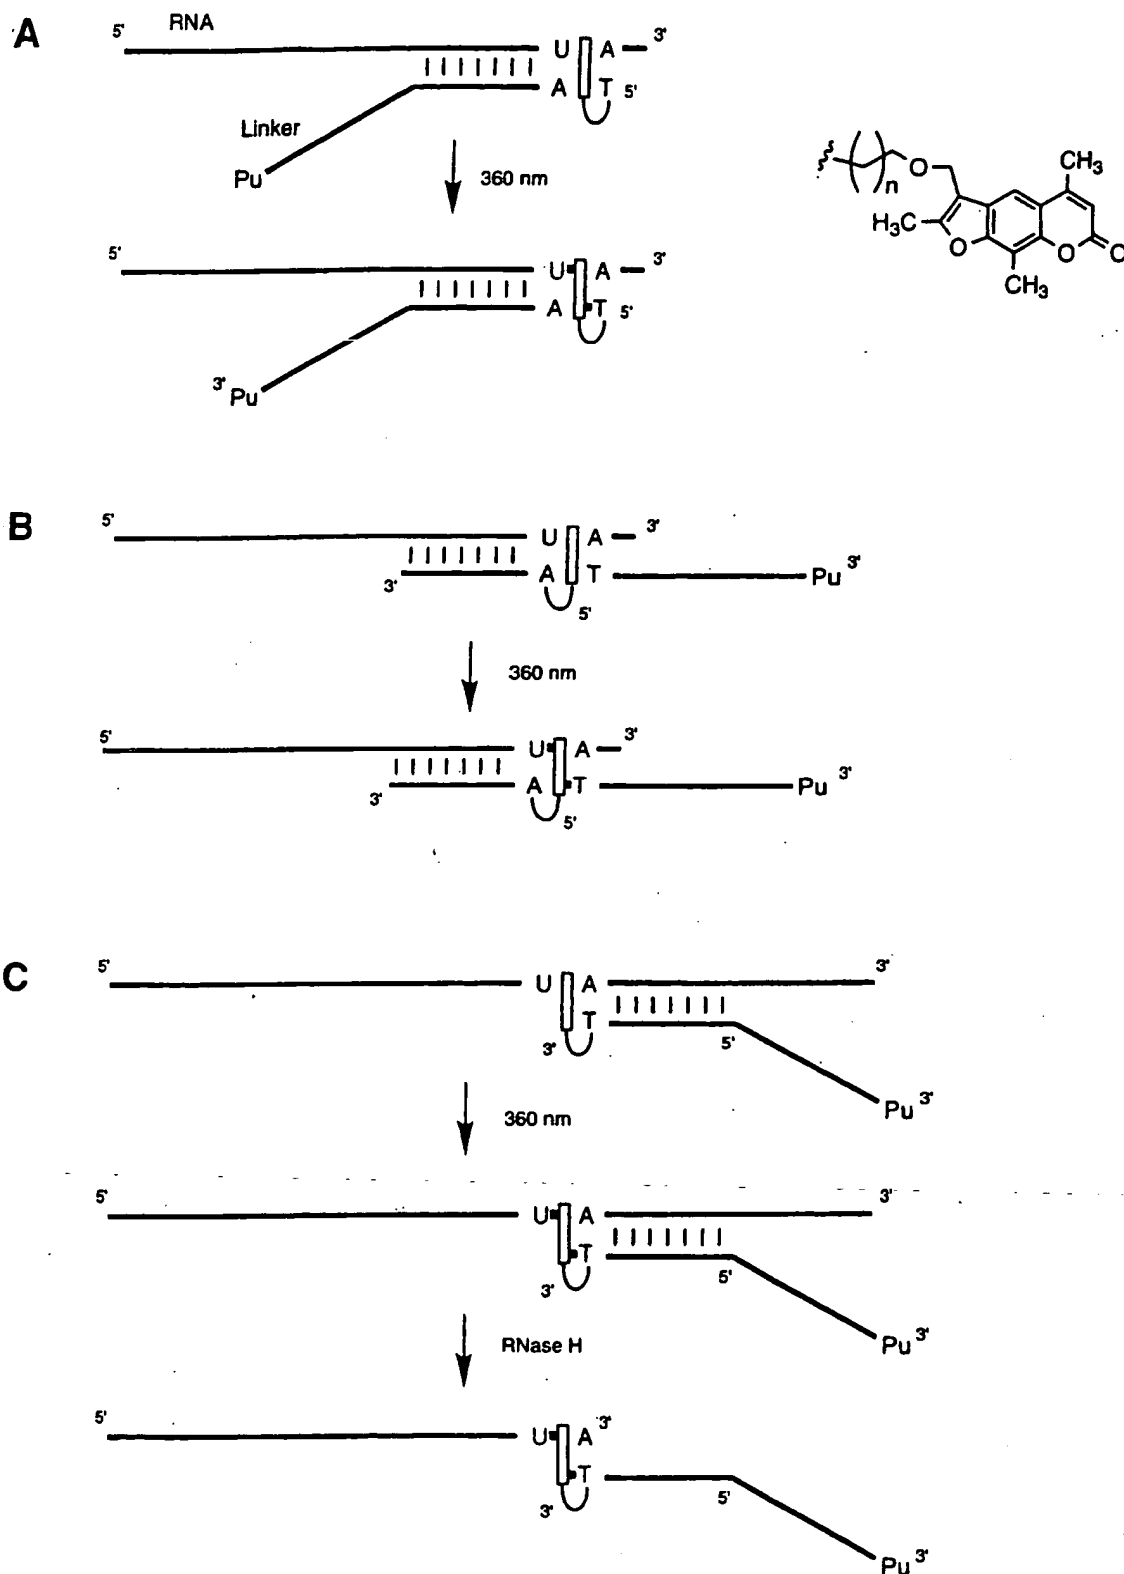 A
5' RNA U A 3'
A T 5'
Linker
Pu
360 nm
5' U A 3'
A T 5'
3' Pu
( ) n O CH3
H3C O O O
CH3
B
5' U A 3'
3' A T Pu 3'
5'
360 nm
5' U A 3'
3' A T Pu 3'
5'
C
5' U A 3'
T
3' 5'
Pu 3'
360 nm
5' U A 3'
T
3' 5'
Pu 3'
RNase H
5' U A 3'
T
3' 5'
Pu 3'